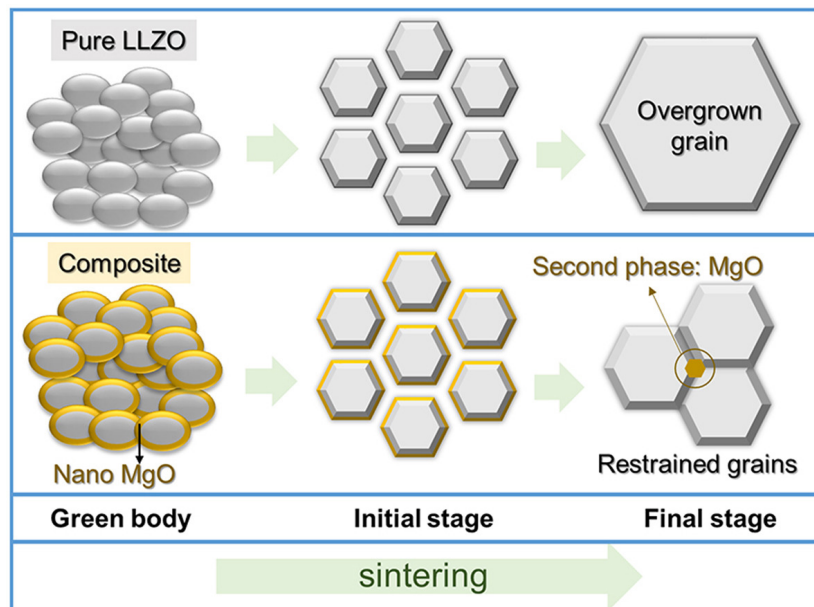 Pure LLZO
Overgrown
grain
Composite
Second phase: MgO
Nano MgO
Restrained grains
Green body
Initial stage
Final stage
sintering